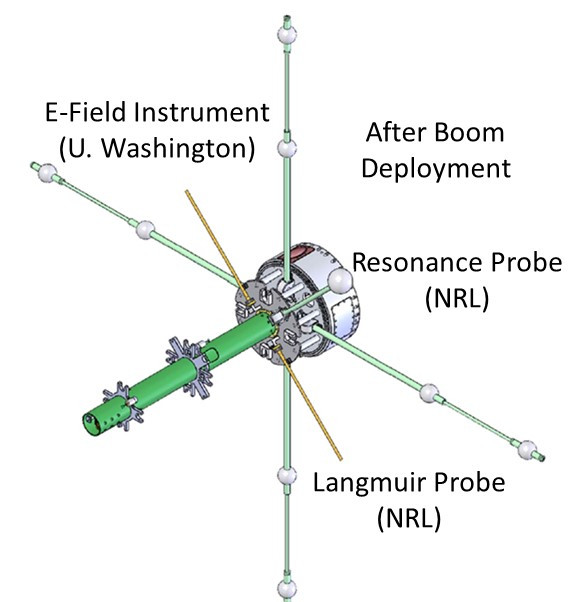 E-Field Instrument
(U. Washington)
After Boom
Deployment
Resonance Probe
(NRL)
Langmuir Probe
(NRL)